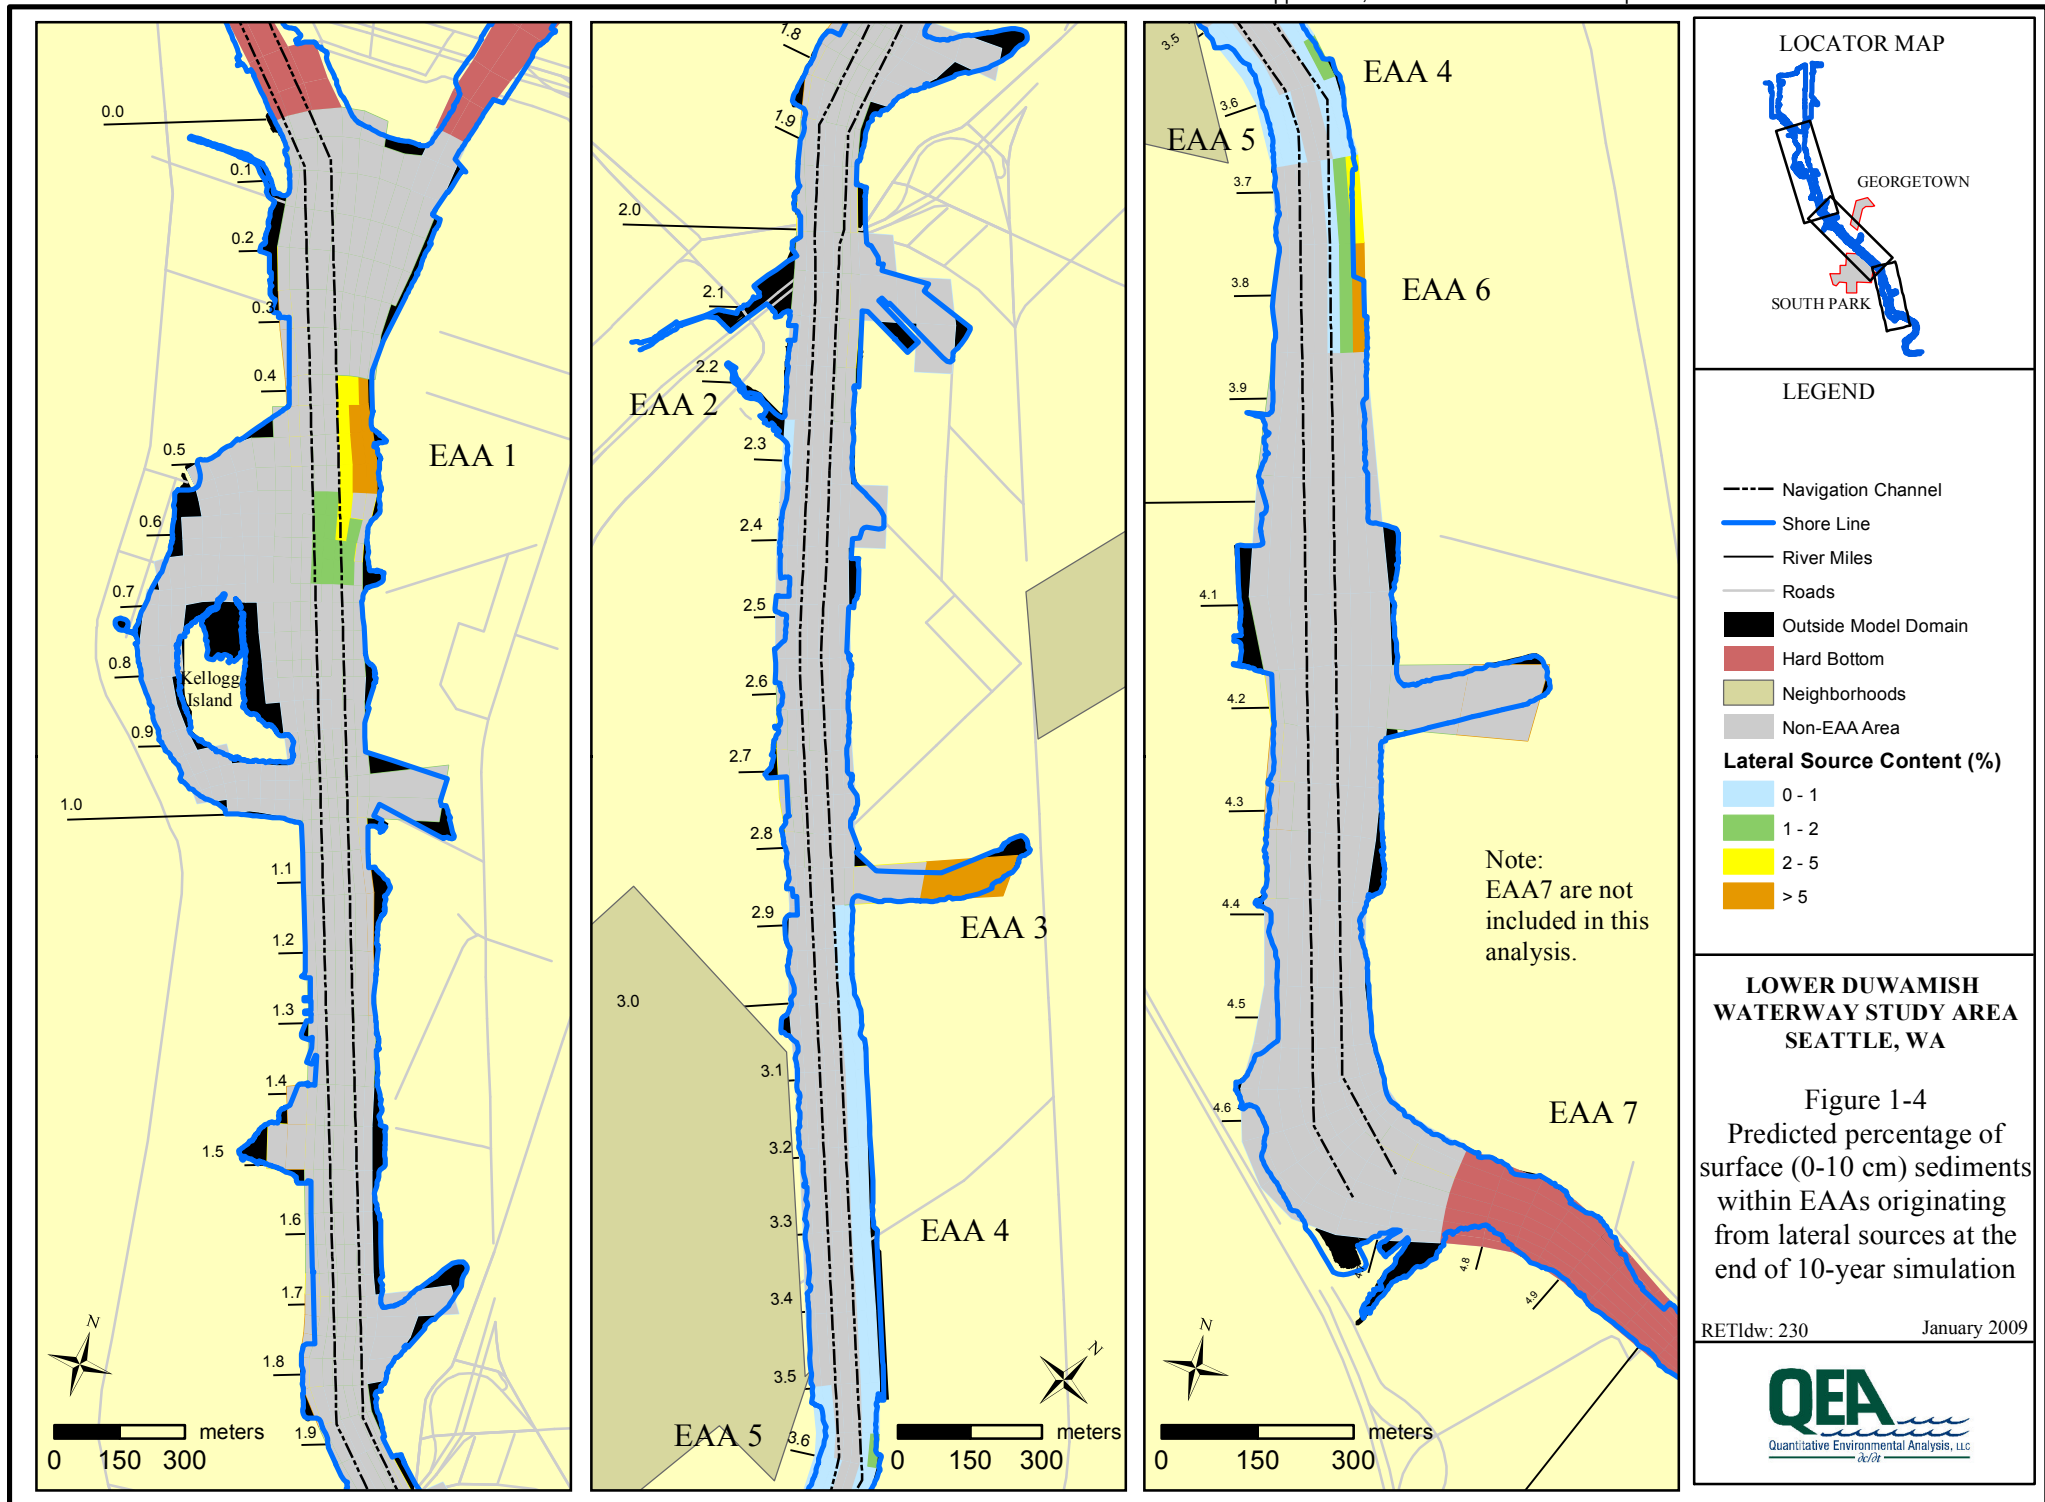 0.0
0.1
0.2
0.3
0.4
0.5
0.6
0.7
0.8
0.9
1.0
1.1
1.2
1.3
1.4
1.5
1.6
1.7
1.8
1.9
EAA 1
Kellogg
Island
N
meters
0 150 300
1.8
1.9
2.0
2.1
2.2
2.3
2.4
2.5
2.6
2.7
2.8
2.9
3.0
3.1
3.2
3.3
3.4
3.5
3.6
EAA 2
EAA 3
EAA 4
EAA 5
N
meters
0 150 300
3.5
3.6
3.7
3.8
3.9
4.1
4.2
4.3
4.4
4.5
4.6
4.8
4.9
EAA 4
EAA 5
EAA 6
Note:
EAA7 are not
included in this
analysis.
EAA 7
N
meters
0 150 300
LOCATOR MAP
GEORGETOWN
SOUTH PARK
LEGEND
Navigation Channel
Shore Line
River Miles
Roads
Outside Model Domain
Hard Bottom
Neighborhoods
Non-EAA Area
Lateral Source Content (%)
0 - 1
1 - 2
2 - 5
> 5
LOWER DUWAMISH
WATERWAY STUDY AREA
SEATTLE, WA
Figure 1-4
Predicted percentage of
surface (0-10 cm) sediments
within EAAs originating
from lateral sources at the
end of 10-year simulation
RETldw: 230 January 2009
QEA
Quantitative Environmental Analysis, LLC
∂c/∂t